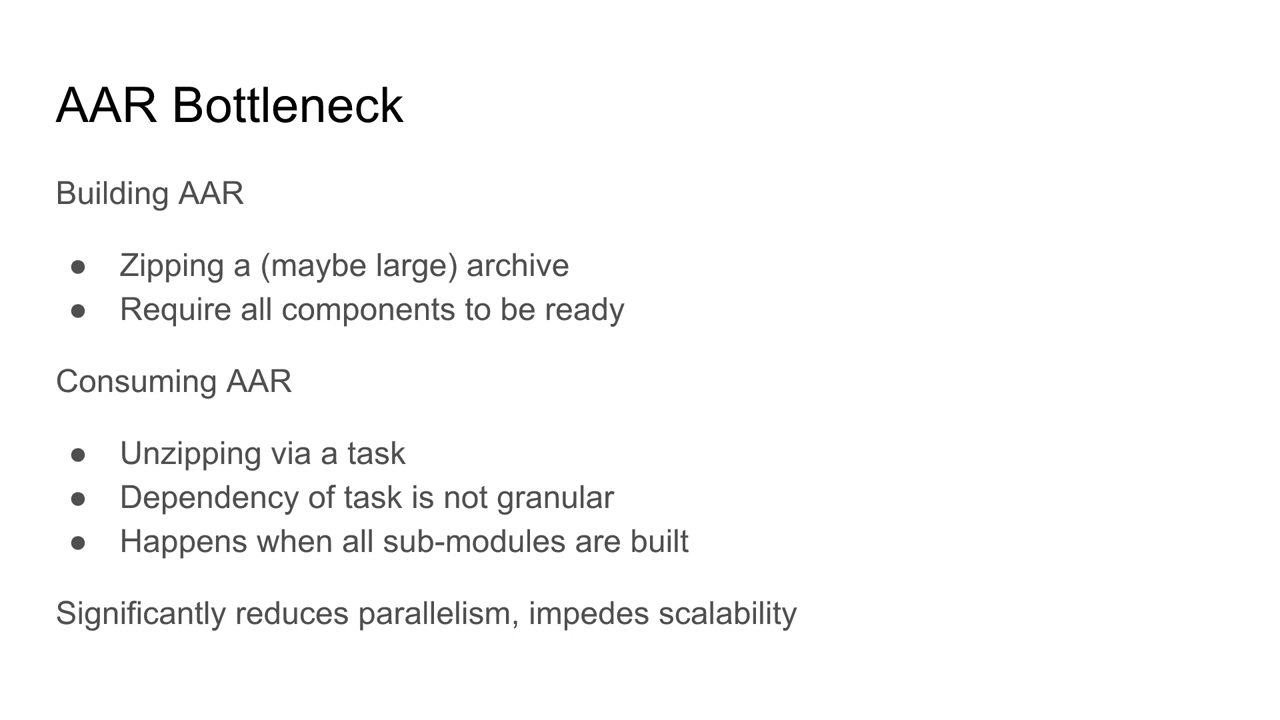 AAR Bottleneck
Building AAR
● Zipping a (maybe large) archive
● Require all components to be ready
Consuming AAR
● Unzipping via a task
● Dependency of task is not granular
● Happens when all sub-modules are built
Significantly reduces parallelism, impedes scalability